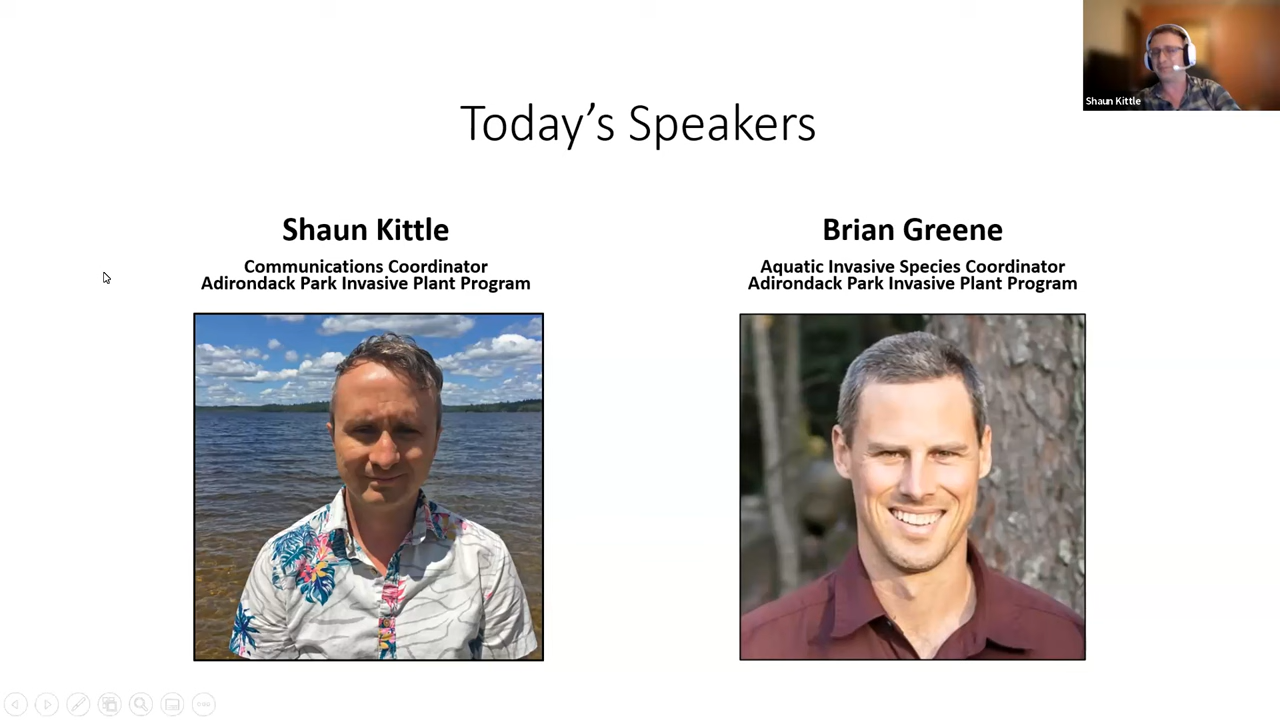 Today's Speakers
Shaun Kittle
Shaun Kittle
Communications Coordinator
Adirondack Park Invasive Plant Program
Brian Greene
Aquatic Invasive Species Coordinator
Adirondack Park Invasive Plant Program